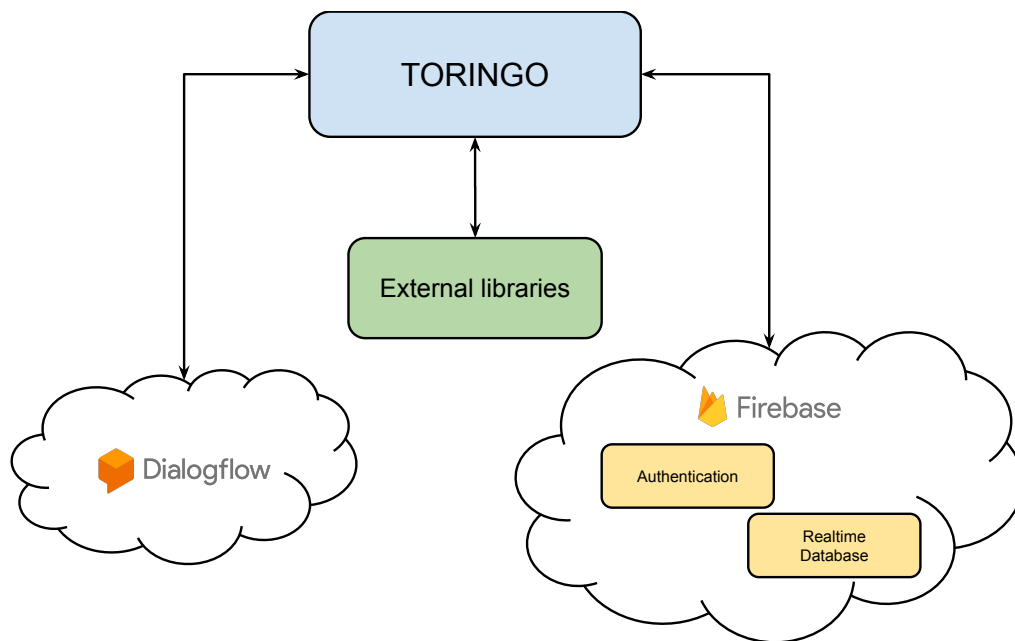 TORINGO
External libraries
Dialogflow
Firebase
Authentication
Realtime
Database